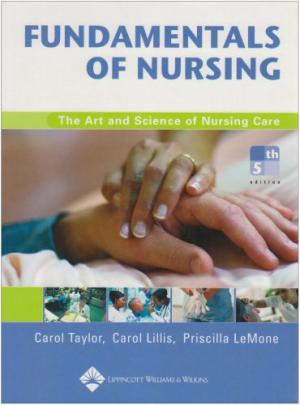 FUNDAMENTALS
OF NURSING
The Art and Science of Nursing Care
5th
edition
Carol Taylor, Carol Lillis, Priscilla LeMone
LIPPINCOTT WILLIAMS & WILKINS